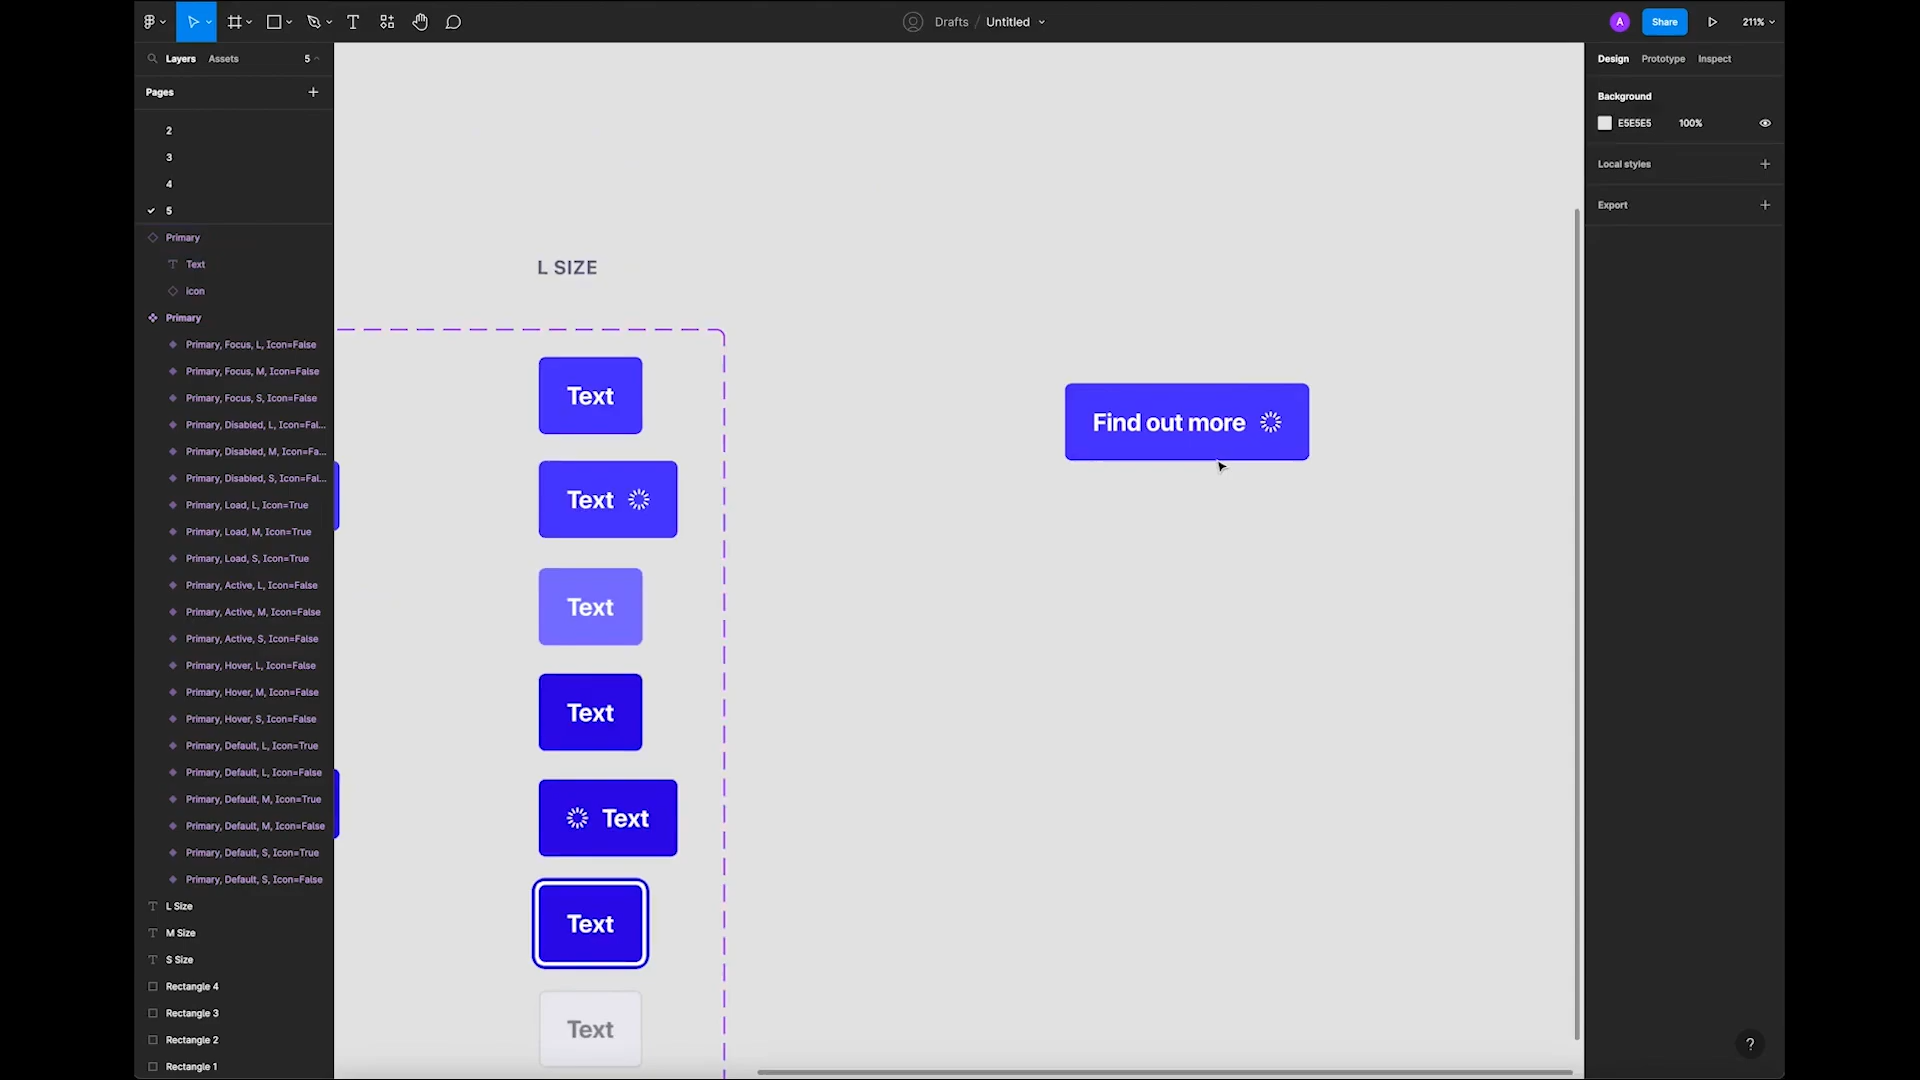 Drafts / Untitled
A
Share
211%
Layers
Assets
5
Pages
2
3
4
5
Primary
Text
icon
Primary
Primary, Focus, L, Icon=False
Primary, Focus, M, Icon=False
Primary, Focus, S, Icon=False
Primary, Disabled, L, Icon=Fal...
Primary, Disabled, M, Icon=Fa...
Primary, Disabled, S, Icon=Fal...
Primary, Load, L, Icon=True
Primary, Load, M, Icon=True
Primary, Load, S, Icon=True
Primary, Active, L, Icon=False
Primary, Active, M, Icon=False
Primary, Active, S, Icon=False
Primary, Hover, L, Icon=False
Primary, Hover, M, Icon=False
Primary, Hover, S, Icon=False
Primary, Default, L, Icon=True
Primary, Default, L, Icon=False
Primary, Default, M, Icon=True
Primary, Default, M, Icon=False
Primary, Default, S, Icon=True
Primary, Default, S, Icon=False
L Size
M Size
S Size
Rectangle 4
Rectangle 3
Rectangle 2
Rectangle 1
L SIZE
Text
Text
Text
Text
Text
Text
Text
Find out more
Design
Prototype
Inspect
Background
E5E5E5
100%
Local styles
Export
?